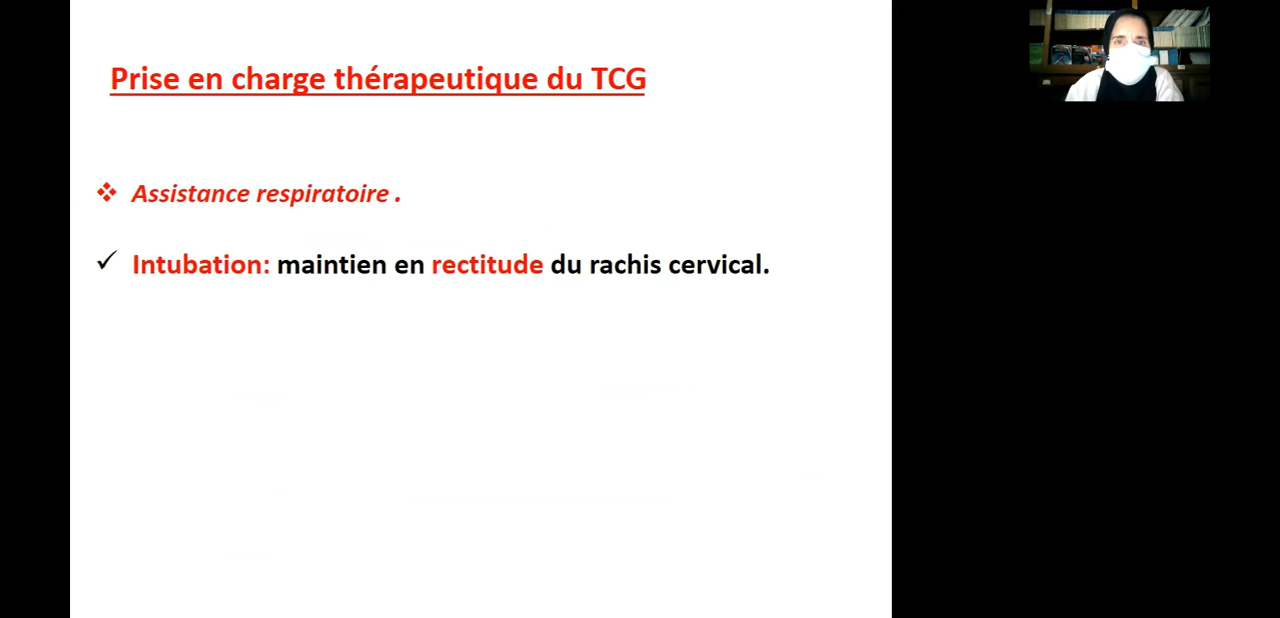 Prise en charge thérapeutique du TCG
❖ Assistance respiratoire .
✓ Intubation: maintien en rectitude du rachis cervical.